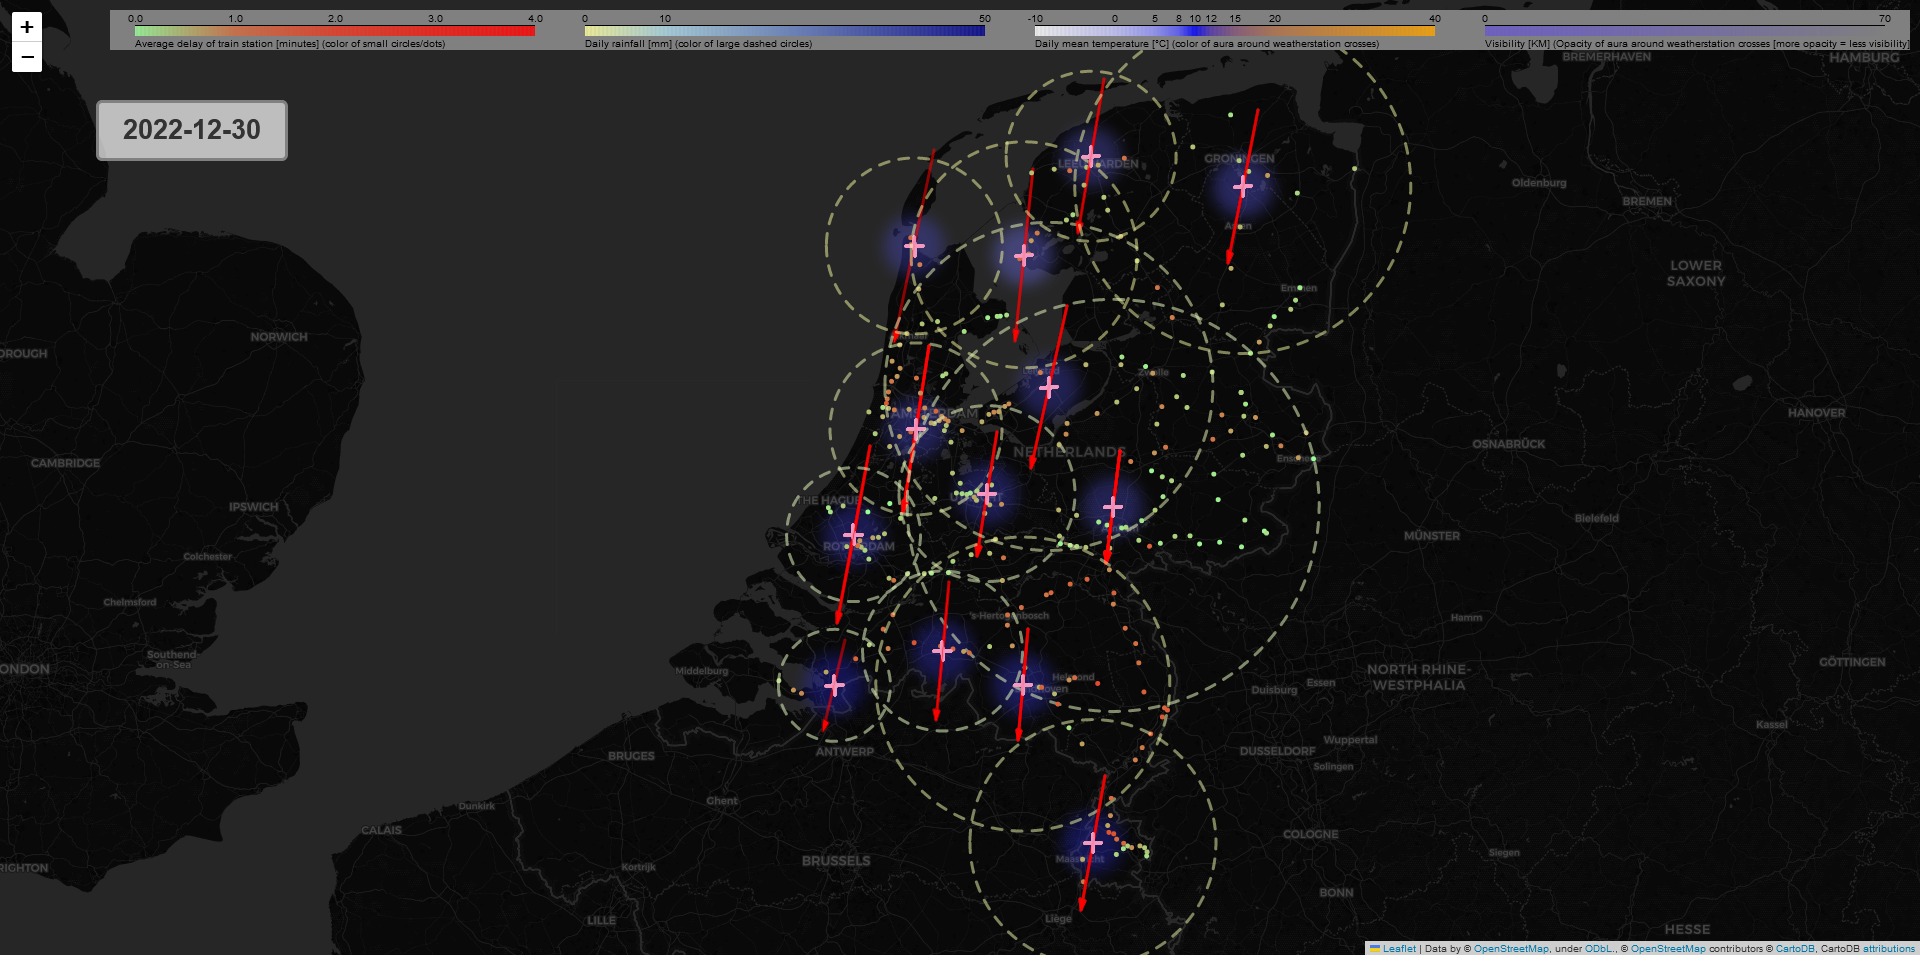 +
−
0.0 1.0 2.0 3.0 4.0
Average delay of train station [minutes] (color of small circles/dots)
0 10 50
Daily rainfall [mm] (color of large dashed circles)
-10 0 5 8 10 12 15 20 40
Daily mean temperature [°C] (color of aura around weatherstation crosses)
0 70
Visibility [KM] (Opacity of aura around weatherstation crosses [more opacity = less visibility]
2022-12-30
BREMERHAVEN
HAMBURG
GRONINGEN
Oldenburg
BREMEN
LOWER
SAXONY
Emmen
NORWICH
OROUGH
Zwolle
HANOVER
AMSTERDAM
OSNABRÜCK
NETHERLANDS
CAMBRIDGE
THE HAGUE
IPSWICH
Bielefeld
MÜNSTER
ROTTERDAM
Colchester
Chelmsford
's-Hertogenbosch
Hamm
Southend
-on-Sea
ONDON
Middelburg
Helmond
NORTH RHINE-
WESTPHALIA
GÖTTINGEN
Essen
Duisburg
Kassel
ANTWERP
BRUGES
DUSSELDORF
Wuppertal
Solingen
Ghent
Dunkirk
CALAIS
COLOGNE
Maastricht
BRUSSELS
Siegen
RIGHTON
Kortrijk
BONN
LILLE
Liège
HESSE
Leaflet | Data by © OpenStreetMap, under ODbL., © OpenStreetMap contributors © CartoDB, CartoDB attributions